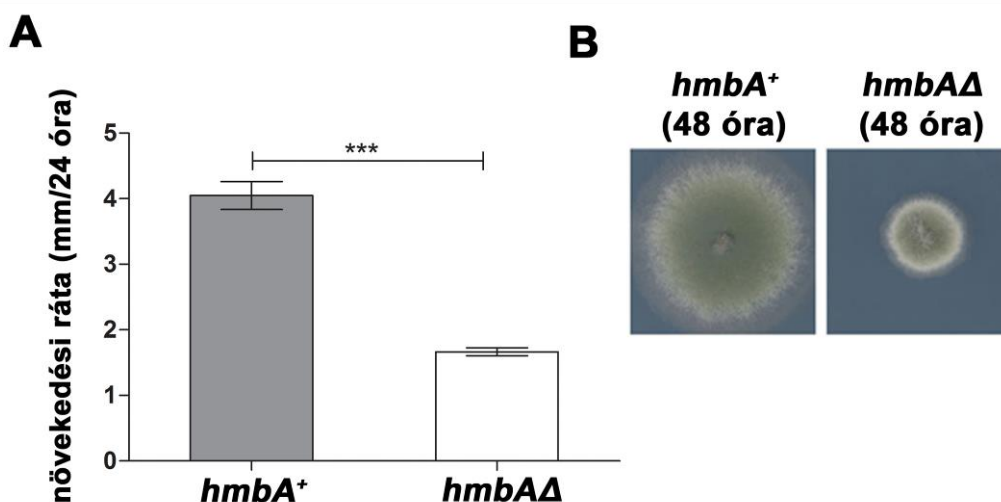 A
növekedési ráta (mm/24 óra)
5
4
3
2
1
0
***
hmbA⁺
hmbAΔ
B
hmbA⁺
(48 óra)
hmbAΔ
(48 óra)